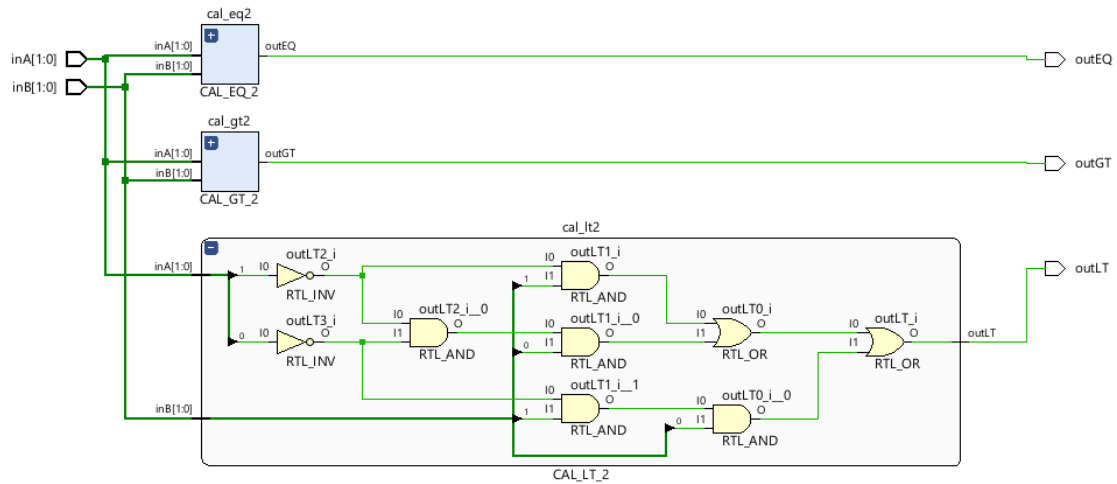 cal_eq2
inA[1:0]
inB[1:0]
inA[1:0]
inB[1:0]
outEQ
outEQ
CAL_EQ_2
cal_gt2
inA[1:0]
inB[1:0]
outGT
outGT
CAL_GT_2
cal_lt2
inA[1:0]
1
I0
outLT2_i
O
RTL_INV
0
I0
outLT3_i
O
RTL_INV
outLT2_i__0
I0
I1
O
RTL_AND
outLT1_i
I0
1
I1
O
RTL_AND
outLT1_i__0
I0
0
I1
O
RTL_AND
outLT1_i__1
I0
1
I1
O
RTL_AND
outLT0_i
I0
I1
O
RTL_OR
outLT0_i__0
I0
0
I1
O
RTL_AND
outLT_i
I0
I1
O
RTL_OR
outLT
outLT
inB[1:0]
CAL_LT_2